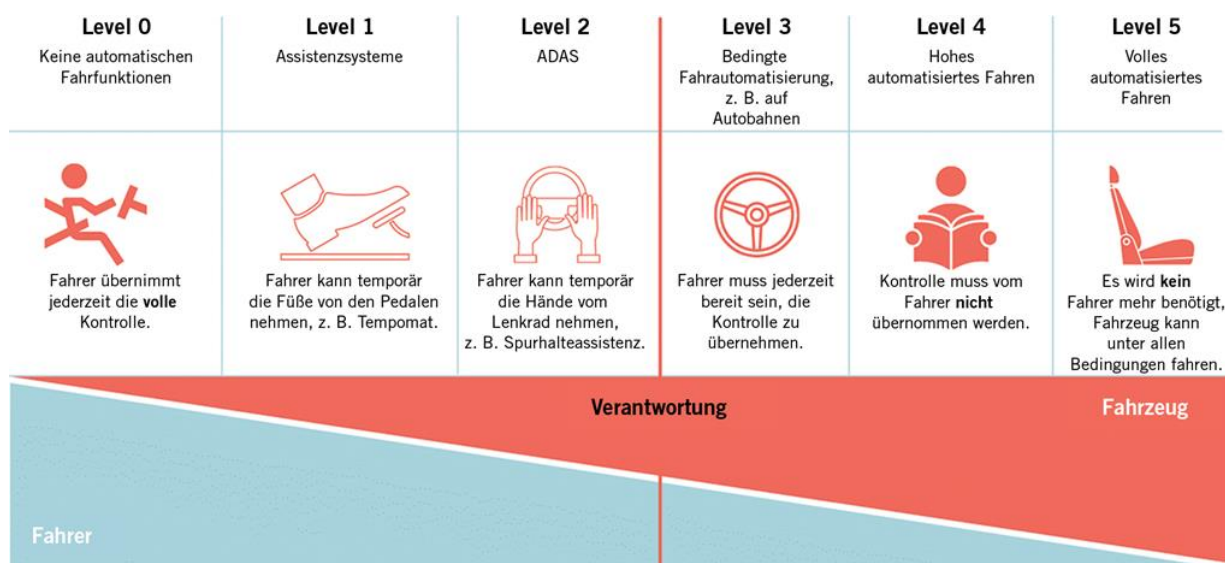 Level 0
Keine automatischen
Fahrfunktionen
Level 1
Assistenzsysteme
Level 2
ADAS
Level 3
Bedingte
Fahrautomatisierung,
z. B. auf
Autobahnen
Level 4
Hohes
automatisiertes Fahren
Level 5
Volles
automatisiertes
Fahren
Fahrer übernimmt
jederzeit die volle
Kontrolle.
Fahrer kann temporär
die Füße von den Pedalen
nehmen, z. B. Tempomat.
Fahrer kann temporär
die Hände vom
Lenkrad nehmen,
z. B. Spurhalteassistenz.
Fahrer muss jederzeit
bereit sein, die
Kontrolle zu
übernehmen.
Kontrolle muss vom
Fahrer nicht
übernommen werden.
Es wird kein
Fahrer mehr benötigt,
Fahrzeug kann
unter allen
Bedingungen fahren.
Verantwortung
Fahrzeug
Fahrer